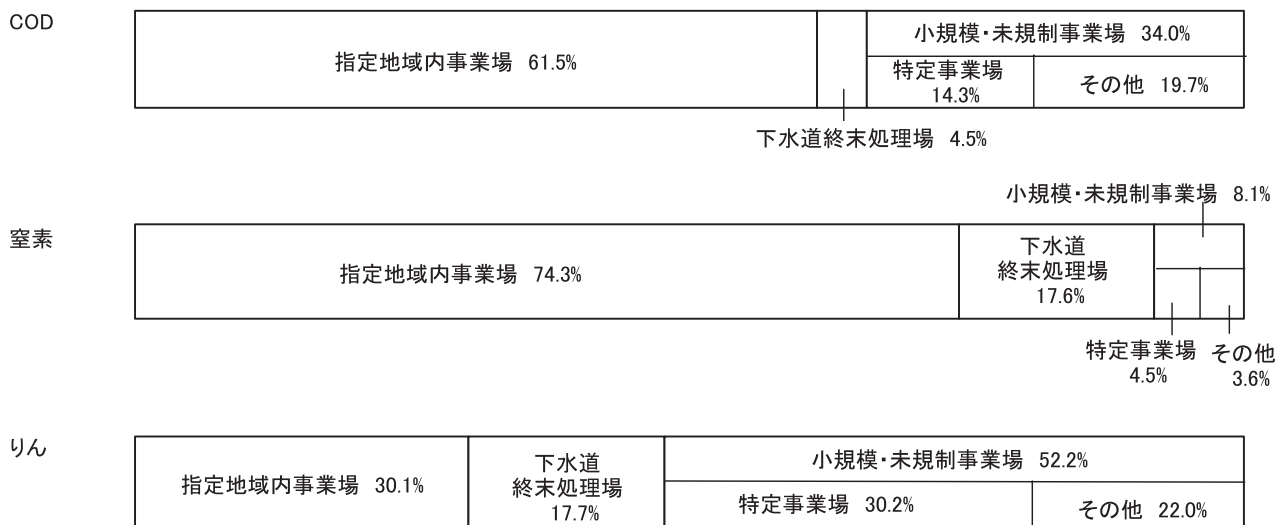 COD
指定地域内事業場 61.5%
小規模・未規制事業場 34.0%
特定事業場
14.3%
その他 19.7%
下水道終末処理場 4.5%
小規模・未規制事業場 8.1%
窒素
指定地域内事業場 74.3%
下水道
終末処理場
17.6%
特定事業場
4.5%
その他
3.6%
りん
指定地域内事業場 30.1%
下水道
終末処理場
17.7%
小規模・未規制事業場 52.2%
特定事業場 30.2%
その他 22.0%